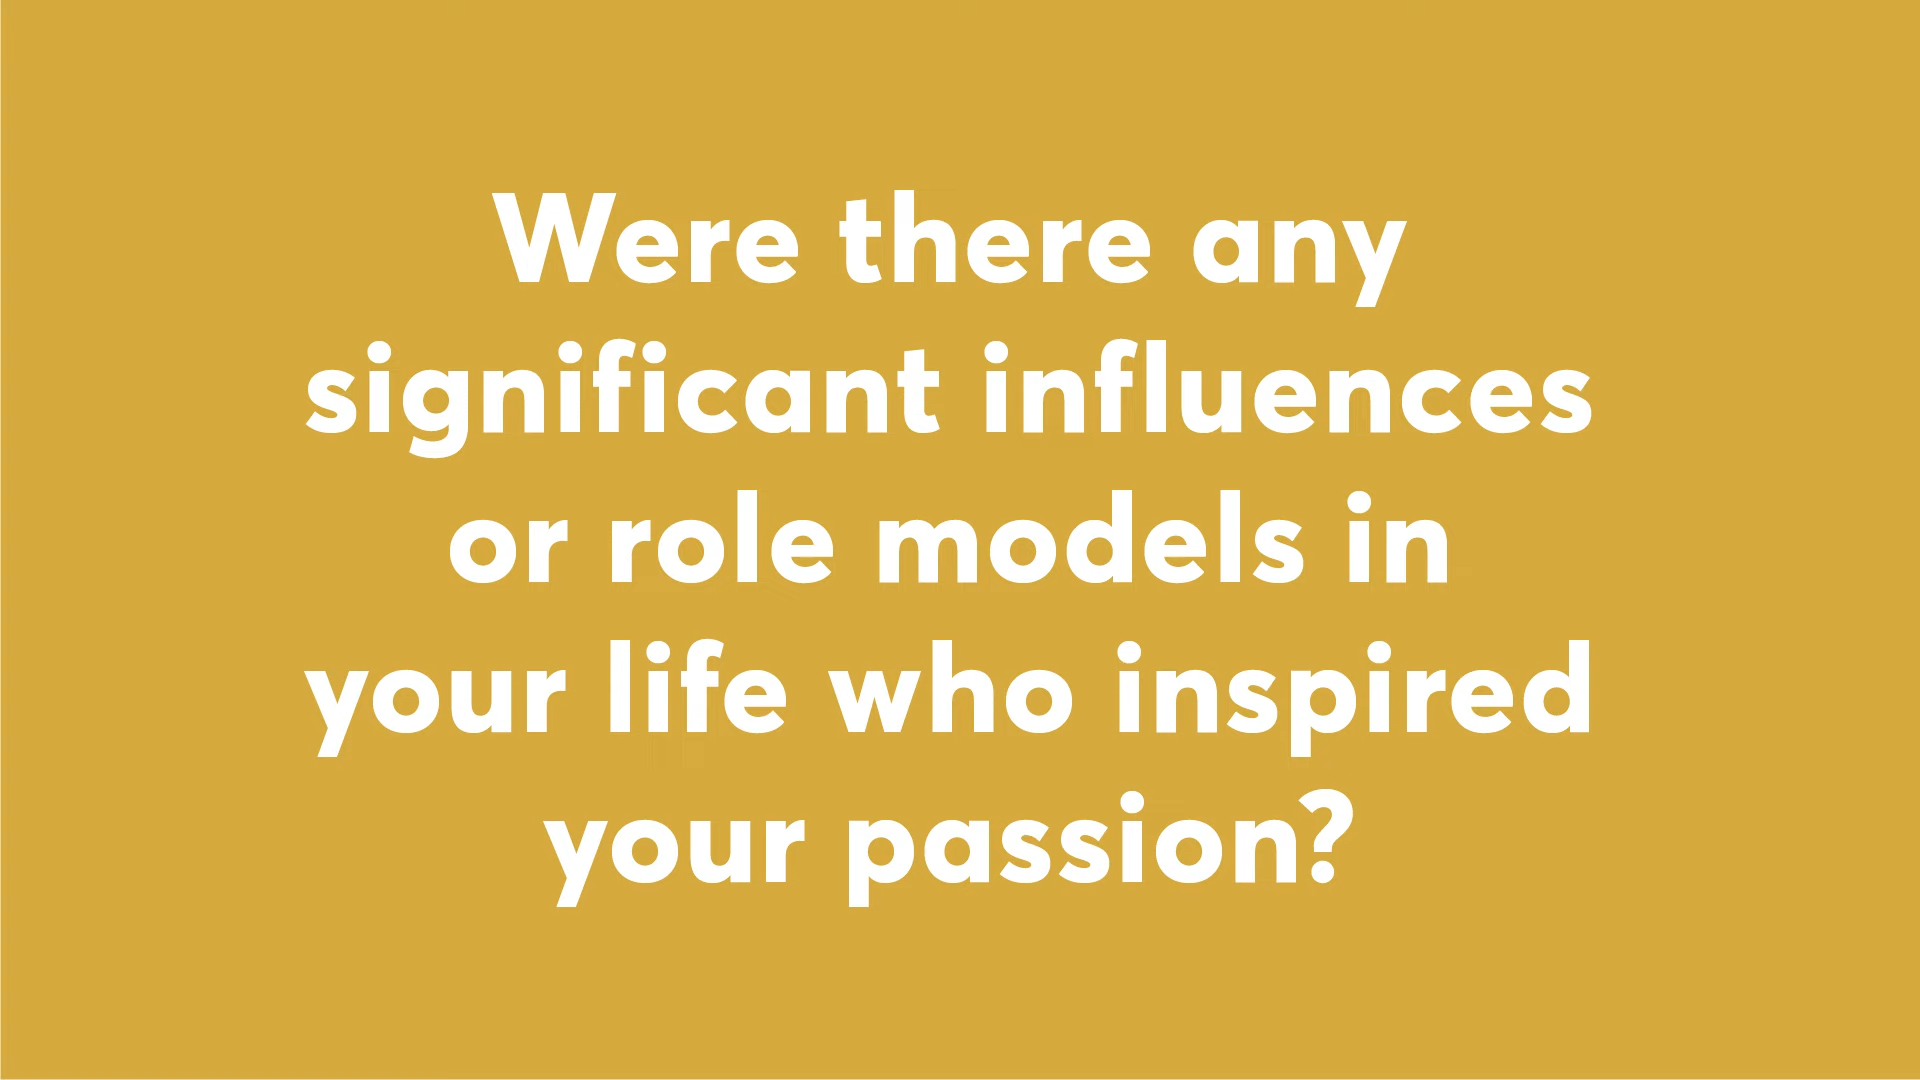 Were there any
significant influences
or role models in
your life who inspired
your passion?